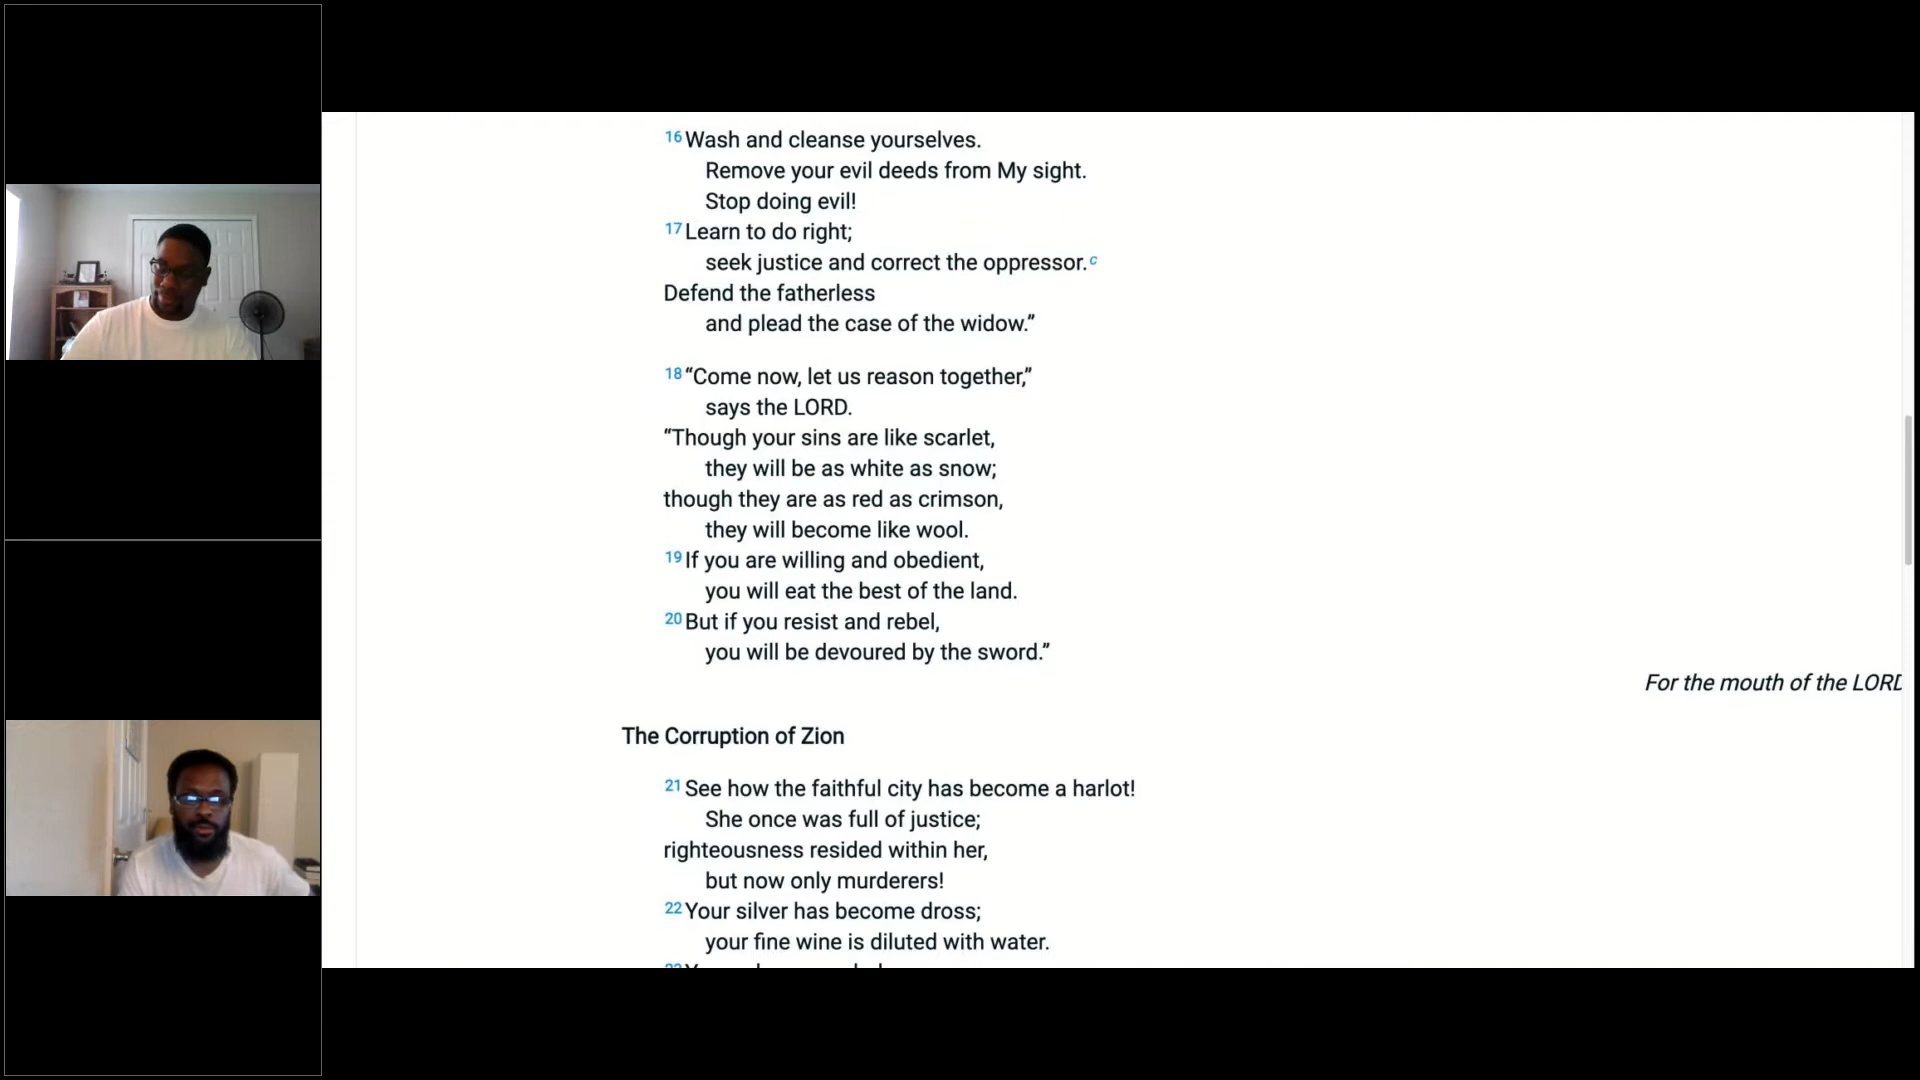 16 Wash and cleanse yourselves.
Remove your evil deeds from My sight.
Stop doing evil!
17 Learn to do right;
seek justice and correct the oppressor. c
Defend the fatherless
and plead the case of the widow.”
18 “Come now, let us reason together,”
says the LORD.
“Though your sins are like scarlet,
they will be as white as snow;
though they are as red as crimson,
they will become like wool.
19 If you are willing and obedient,
you will eat the best of the land.
20 But if you resist and rebel,
you will be devoured by the sword.”
For the mouth of the LORD
The Corruption of Zion
21 See how the faithful city has become a harlot!
She once was full of justice;
righteousness resided within her,
but now only murderers!
22 Your silver has become dross;
your fine wine is diluted with water.